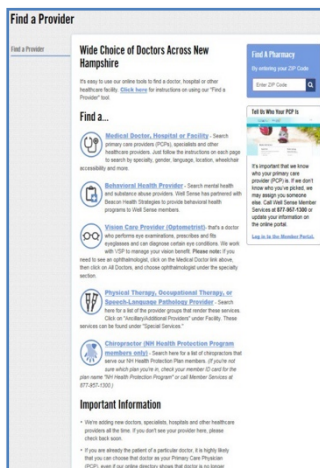 Find a Provider
Find a Provider
Wide Choice of Doctors Across New
Hampshire
It's easy to use our online tools to find a doctor, hospital or other
healthcare facility. Click here for instructions on using our "Find a
Provider" tool.
Find a...
Medical Doctor, Hospital or Facility - Search
primary care providers (PCPs), specialists and other
healthcare providers. Just follow the instructions on each page
to search by specialty, gender, language, location, wheelchair
accessibility and more.
Behavioral Health Provider - Search mental health
and substance abuse providers. Well Sense has partnered with
Beacon Health Strategies to provide behavioral health
programs to Well Sense members.
Vision Care Provider (Optometrist)- that's a doctor
who performs eye examinations, prescribes and fits
eyeglasses and can diagnose certain eye conditions. We work
with VSP to manage your vision benefit. Please note: if you
need to see an ophthalmologist, click on the Medical Doctor link above,
then click on All Doctors, and choose ophthalmologist under the specialty
section.
Physical Therapy, Occupational Therapy, or
Speech-Language Pathology Provider - Search
here for a list of the provider groups that render these services.
Click on "Ancillary/Additional Providers" under Facility. These
services can be found under "Special Services."
Chiropractor (NH Health Protection Program
members only) - Search here for a list of chiropractors that
serve our NH Health Protection Plan members. (If you're not
sure which plan you're in, check your member ID card for the
plan name "NH Health Protection Program" or call Member Services at
877-957-1300.)
Important Information
• We're adding new doctors, specialists, hospitals and other healthcare
providers all the time. If you don't see your provider here, please
check back soon.
• If you are already the patient of a particular doctor, it is highly likely
that you can choose that doctor as your Primary Care Physician
(PCP), even if our online directory shows that doctor is no longer
Find A Pharmacy
By entering your ZIP Code
Enter ZIP Code
Tell Us Who Your PCP Is
It's important that we know
who your primary care
provider (PCP) is. If we don't
know who you've picked, we
may assign you someone
else. Call Well Sense Member
Services at 877-957-1300 or
update your information on
the online portal.
Log in to the Member Portal.